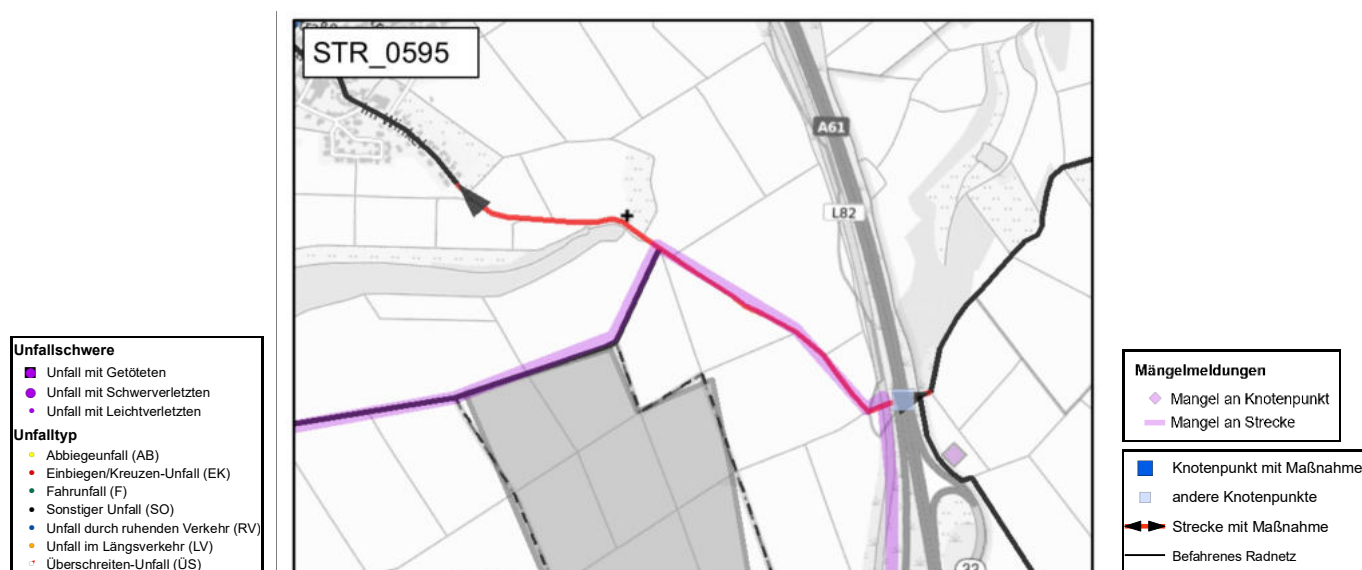 STR_0595
A61
L82
Unfallschwere
Unfall mit Getöteten
Unfall mit Schwerverletzten
Unfall mit Leichtverletzten
Unfalltyp
Abbiegeunfall (AB)
Einbiegen/Kreuzen-Unfall (EK)
Fahrunfall (F)
Sonstiger Unfall (SO)
Unfall durch ruhenden Verkehr (RV)
Unfall im Längsverkehr (LV)
Überschreiten-Unfall (ÜS)
Mängelmeldungen
Mangel an Knotenpunkt
Mangel an Strecke
Knotenpunkt mit Maßnahme
andere Knotenpunkte
Strecke mit Maßnahme
Befahrenes Radnetz